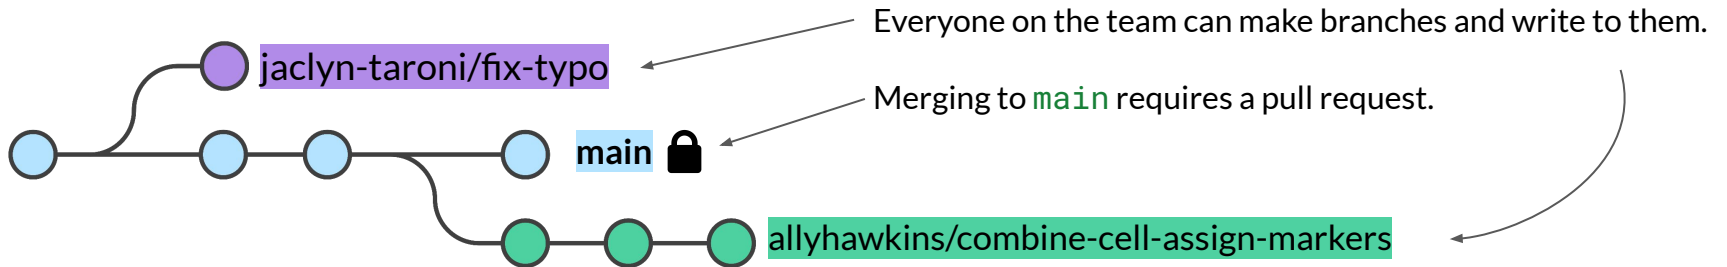 Everyone on the team can make branches and write to them.
jaclyn-taroni/fix-typo
Merging to main requires a pull request.
main
allyhawkins/combine-cell-assign-markers